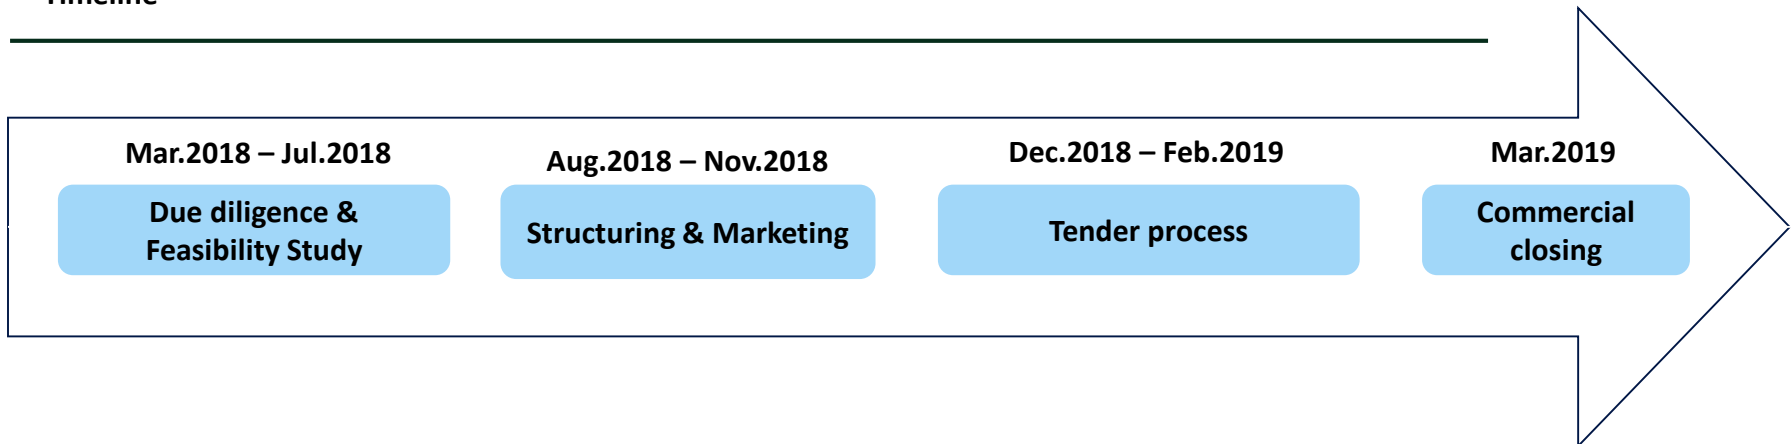 Timeline
Mar.2018 – Jul.2018
Due diligence &
Feasibility Study
Aug.2018 – Nov.2018
Structuring & Marketing
Dec.2018 – Feb.2019
Tender process
Mar.2019
Commercial
closing